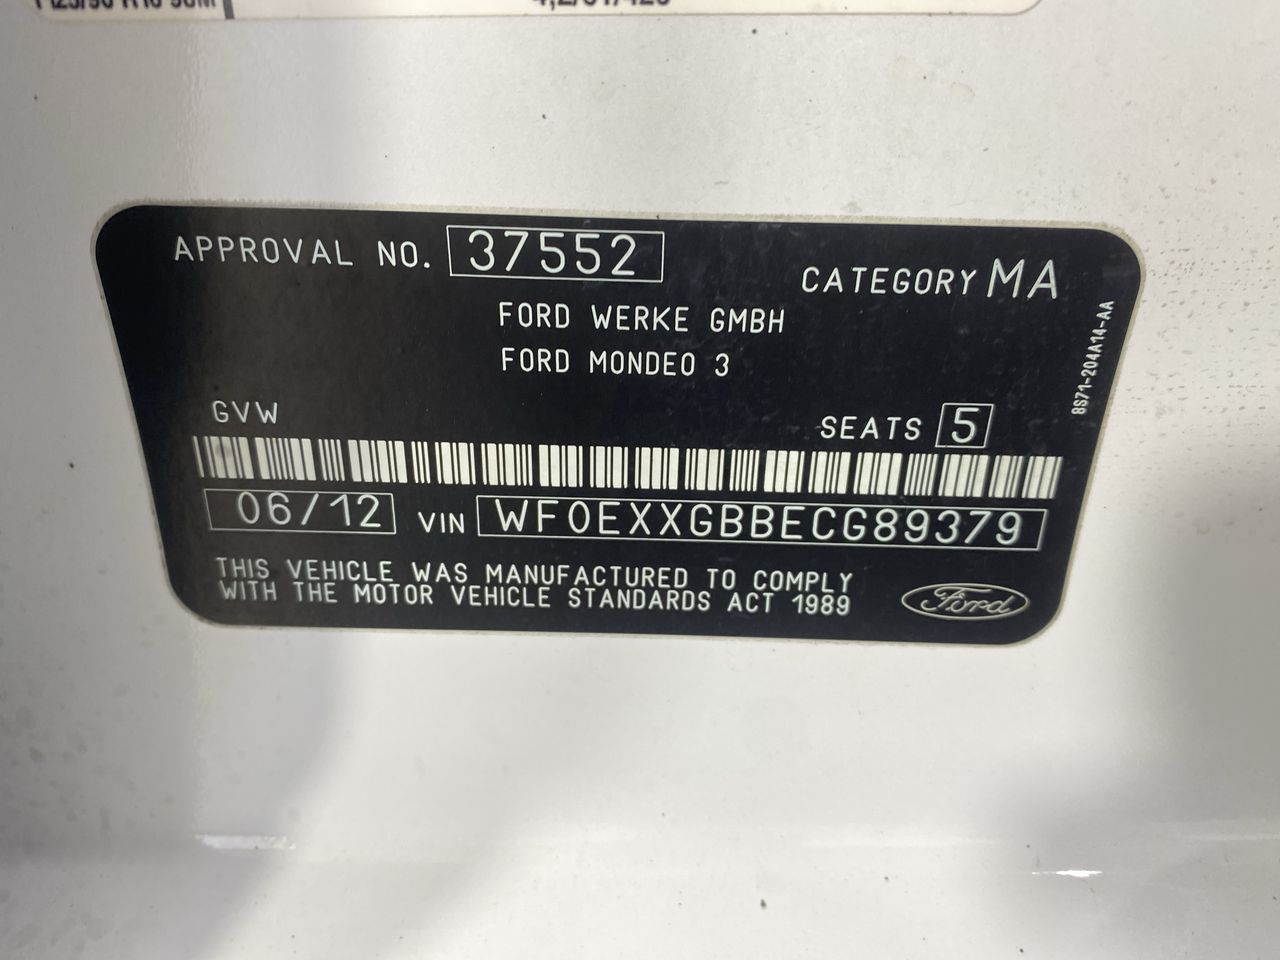 APPROVAL NO. 37552
CATEGORY MA
FORD WERKE GMBH
FORD MONDEO 3
8S71-204A14-AA
GVW
SEATS 5
06/12 VIN WF0EXXGBBECG89379
THIS VEHICLE WAS MANUFACTURED TO COMPLY
WITH THE MOTOR VEHICLE STANDARDS ACT 1989
Ford